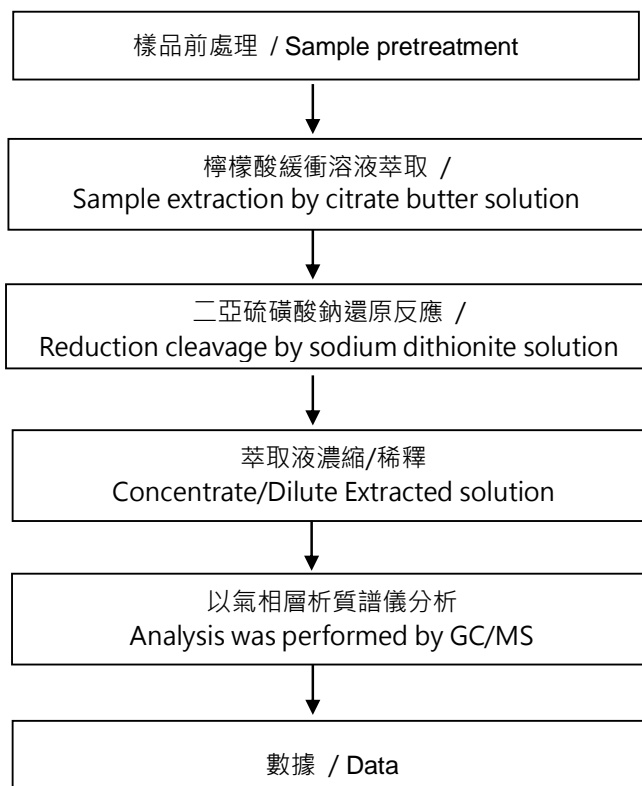 樣品前處理 / Sample pretreatment
檸檬酸緩衝溶液萃取 /
Sample extraction by citrate butter solution
二亞硫磺酸鈉還原反應 /
Reduction cleavage by sodium dithionite solution
萃取液濃縮/稀釋
Concentrate/Dilute Extracted solution
以氣相層析質譜儀分析
Analysis was performed by GC/MS
數據 / Data